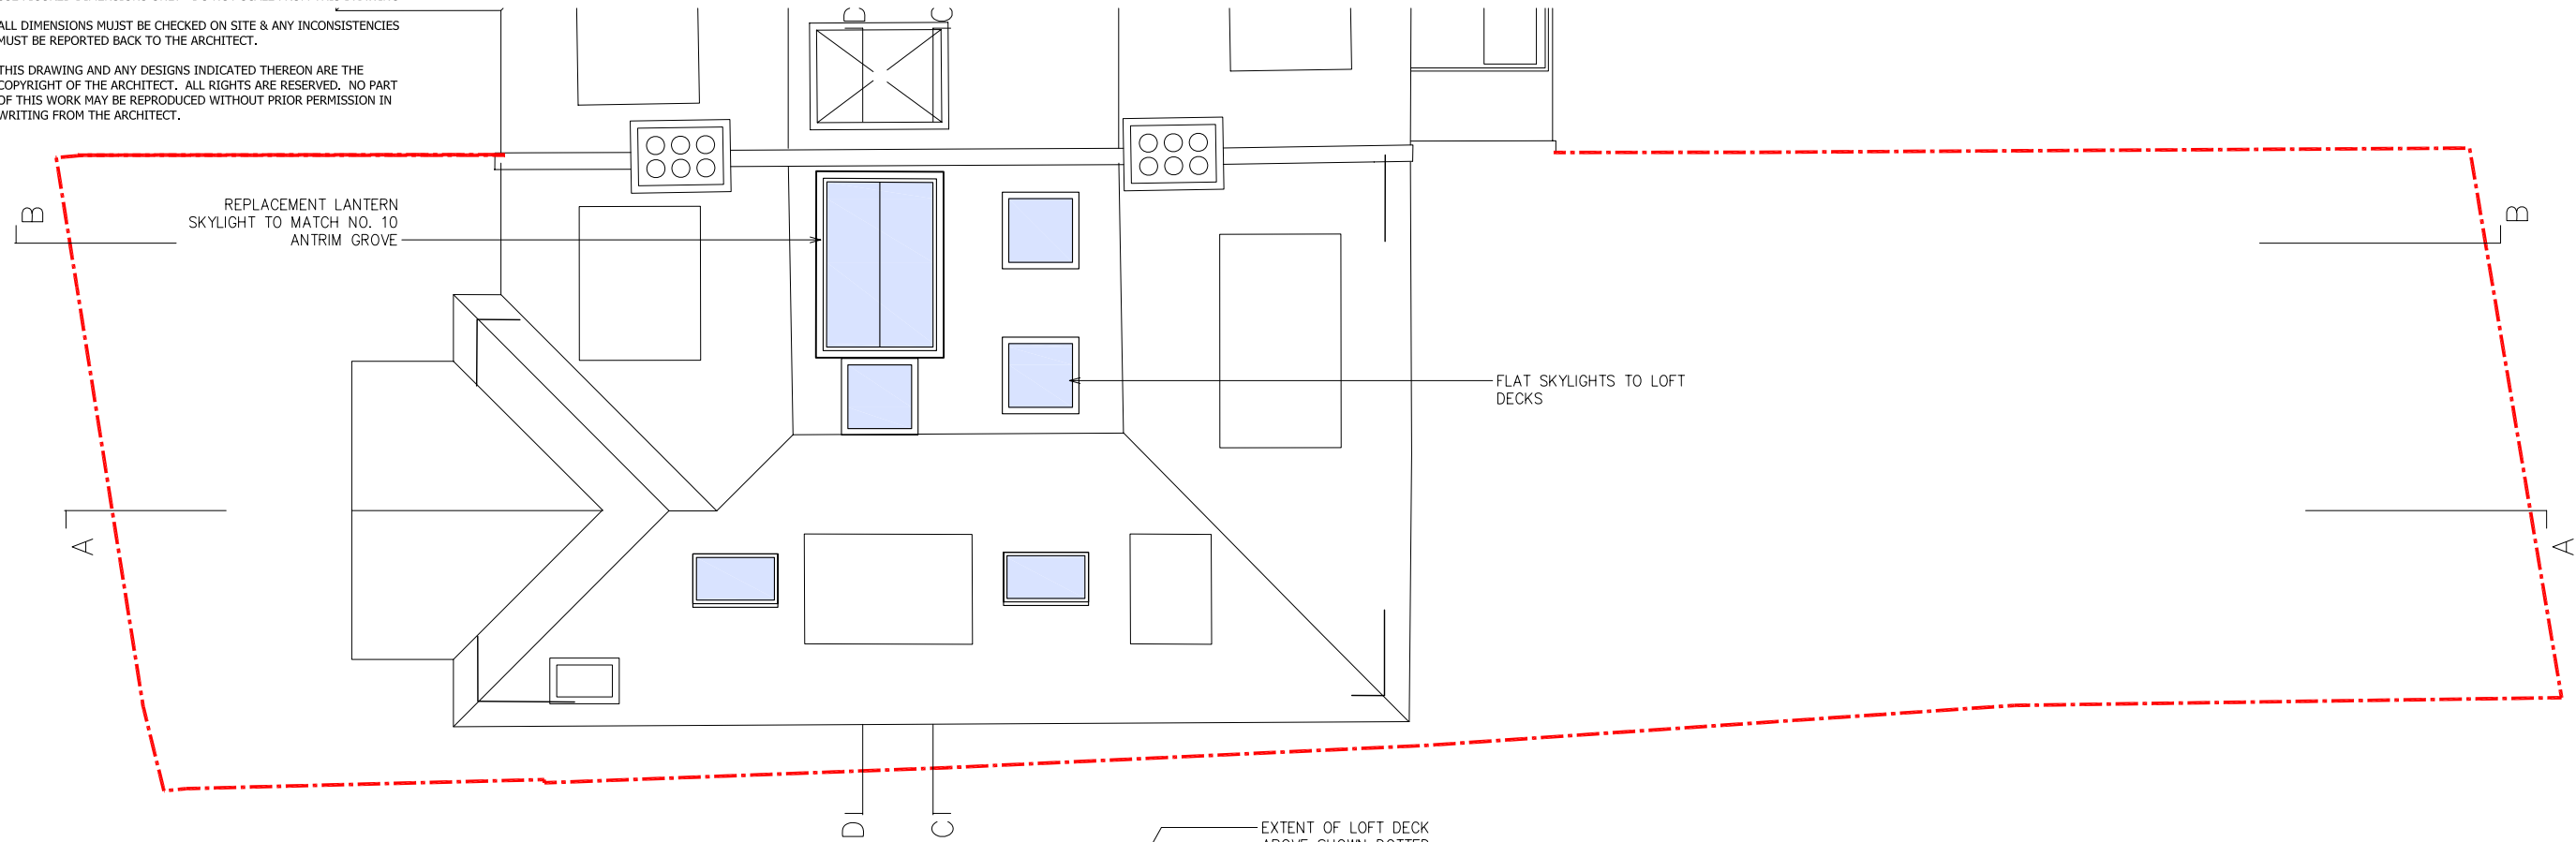 ALL DIMENSIONS MUJST BE CHECKED ON SITE & ANY INCONSISTENCIES
MUST BE REPORTED BACK TO THE ARCHITECT.
THIS DRAWING AND ANY DESIGNS INDICATED THEREON ARE THE
COPYRIGHT OF THE ARCHITECT. ALL RIGHTS ARE RESERVED. NO PART
OF THIS WORK MAY BE REPRODUCED WITHOUT PRIOR PERMISSION IN
WRITING FROM THE ARCHITECT.
D
C
REPLACEMENT LANTERN
SKYLIGHT TO MATCH NO. 10
ANTRIM GROVE
B
B
FLAT SKYLIGHTS TO LOFT
DECKS
A
A
D
C
EXTENT OF LOFT DECK
ABOVE SHOWN DOTTED